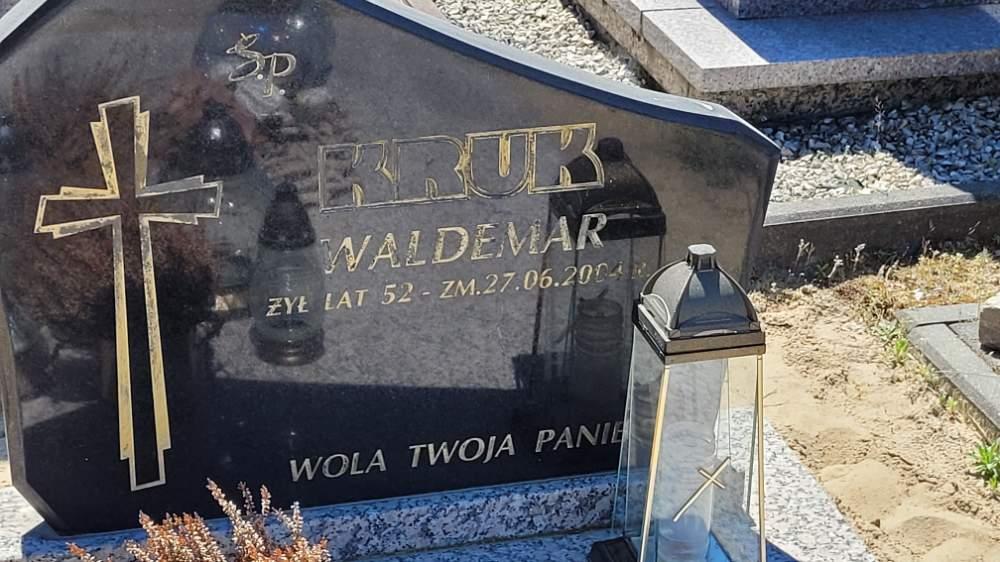 Ś.P.
KRUK
WALDEMAR
ŻYŁ LAT 52 - ZM.27.06.2004 R.
WOLA TWOJA PANIE